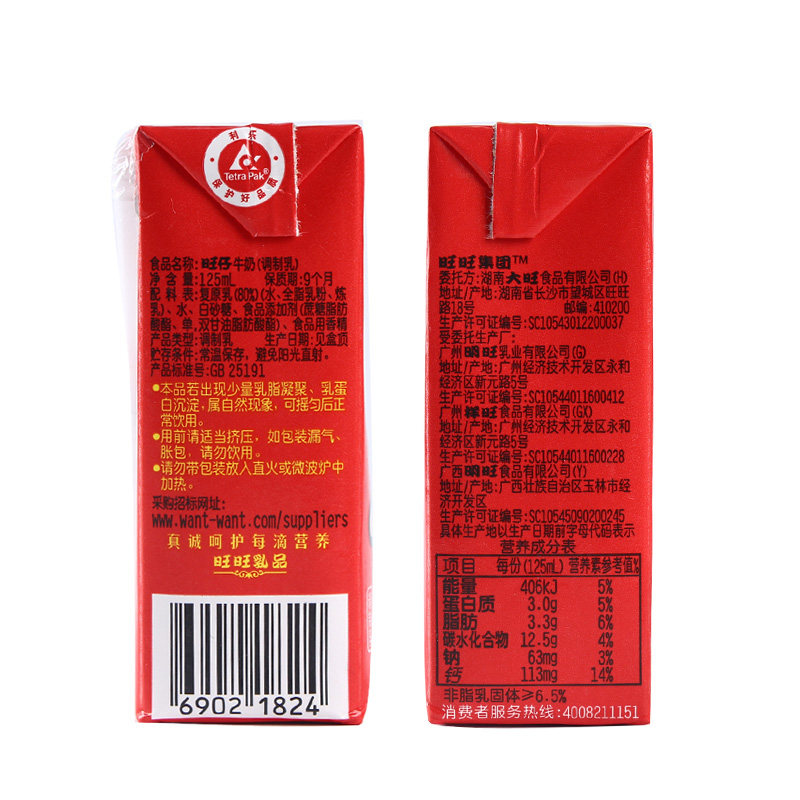 利乐
Tetra Pak®
保护好品质
食品名称:旺仔牛奶(调制乳)
净含量:125mL 保质期:9个月
配料表:复原乳(80%)(水、全脂乳粉、炼
乳)、水、白砂糖、食品添加剂(蔗糖脂肪
酸酯、单,双甘油脂肪酸酯)、食品用香精
产品类型:调制乳 生产日期:见盒顶
贮存条件:常温保存,避免阳光直射。
产品标准号:GB 25191
●本品若出现少量乳脂凝聚、乳蛋
白沉淀,属自然现象,可摇匀后正
常饮用。
●用前请适当挤压,如包装漏气、
胀包,请勿饮用。
●请勿带包装放入直火或微波炉中
加热。
采购招标网址:
www.want-want.com/suppliers
真诚呵护每滴营养
旺旺乳品
6902 1824
旺旺集团™
委托方:湖南大旺食品有限公司(H)
地址/产地:湖南省长沙市望城区旺旺
路18号 邮编:410200
生产许可证编号:SC10543012200037
受委托生产厂:
广州明旺乳业有限公司(G)
地址/产地:广州经济技术开发区永和
经济区新元路5号
生产许可证编号:SC10544011600412
广州祥旺食品有限公司(GX)
地址/产地:广州经济技术开发区永和
经济区新元路5号
生产许可证编号:SC10544011600228
广西明旺食品有限公司(Y)
地址/产地:广西壮族自治区玉林市经
济开发区
生产许可证编号:SC10545090200245
具体生产地以生产日期前字母代码表示
营养成分表
项目 每份(125mL) 营养素参考值%
能量 406kJ 5%
蛋白质 3.0g 5%
脂肪 3.3g 6%
碳水化合物 12.5g 4%
钠 63mg 3%
钙 113mg 14%
非脂乳固体≥6.5%
消费者服务热线:4008211151